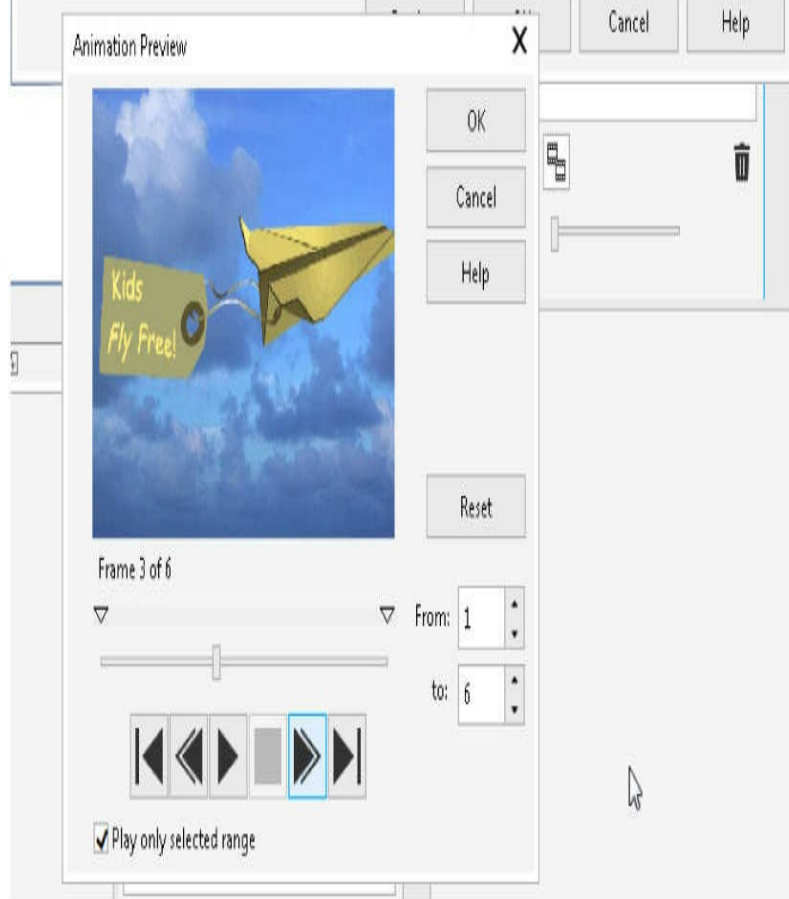 Cancel
Help
Animation Preview
OK
Cancel
Help
Kids
Fly Free!
Reset
Frame 3 of 6
From: 1
to: 6
Play only selected range